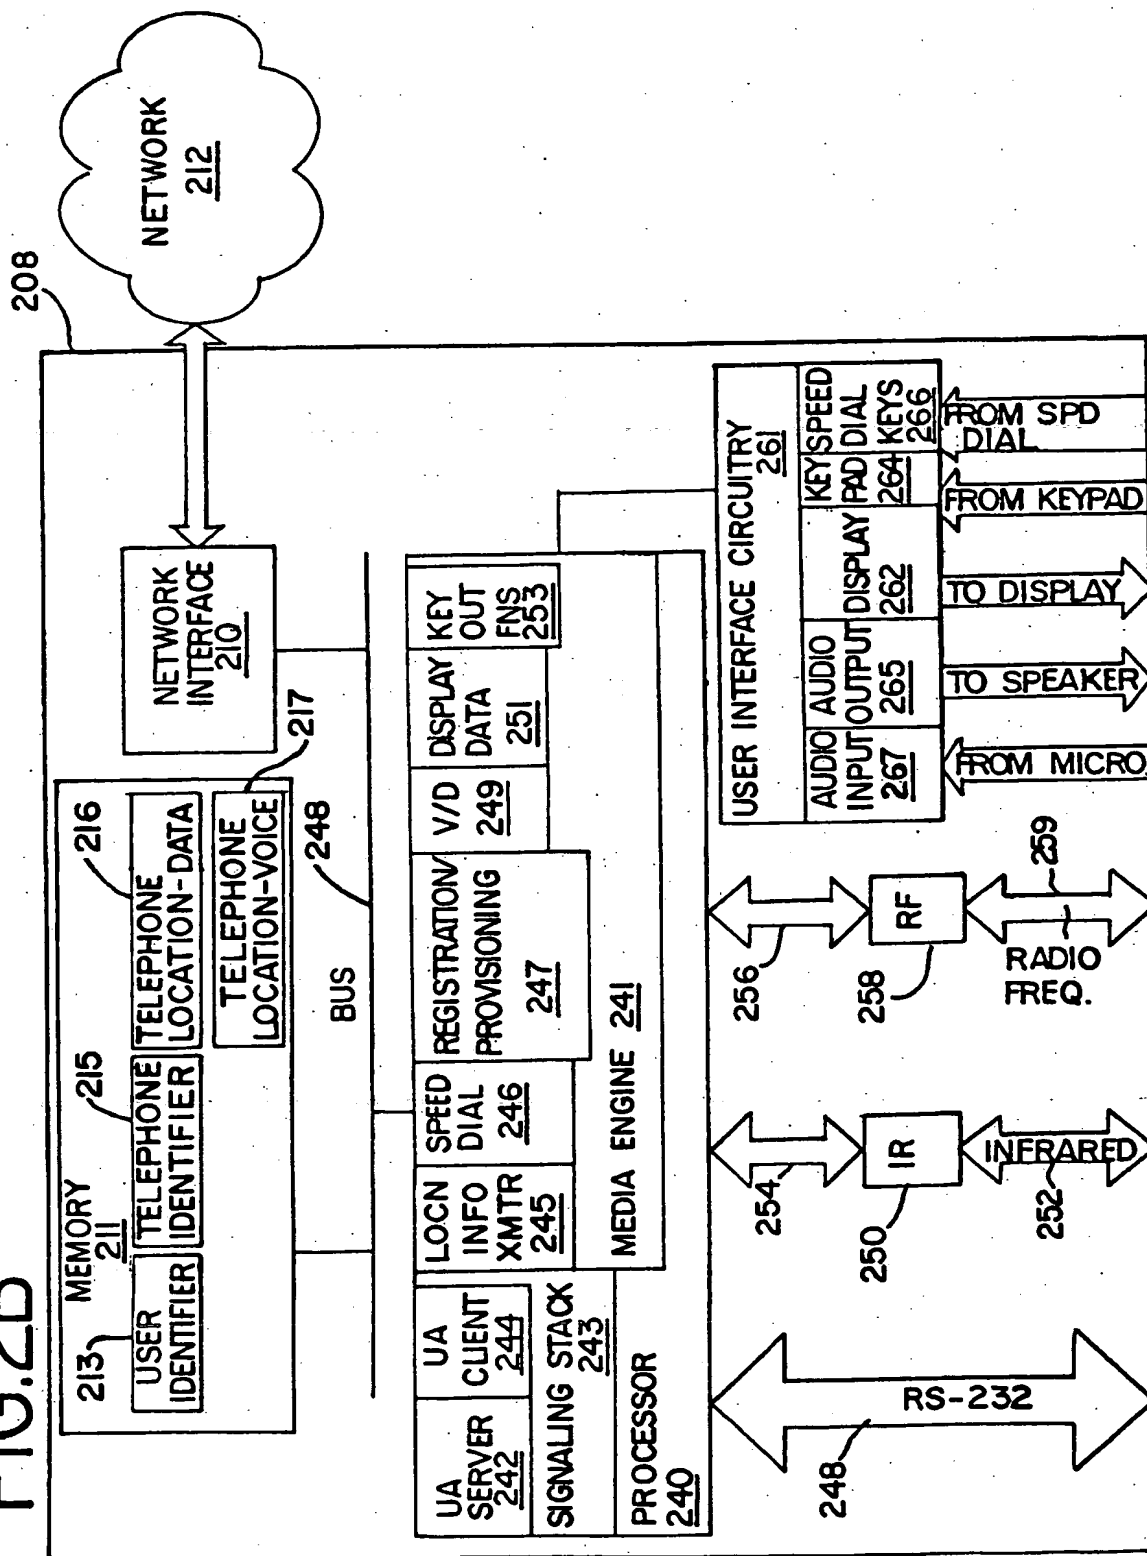 FIG.2B
208
NETWORK
212
NETWORK
INTERFACE
210
MEMORY
211
213
USER
IDENTIFIER
215
TELEPHONE
IDENTIFIER
216
TELEPHONE
LOCATION-DATA
217
TELEPHONE
LOCATION-VOICE
BUS
248
UA
SERVER
242
UA
CLIENT
244
LOCN
INFO
XMTR
245
SPEED
DIAL
246
REGISTRATION/
PROVISIONING
247
V/D
249
DISPLAY
DATA
251
KEY
OUT
FNS
253
SIGNALING STACK
243
MEDIA ENGINE 241
PROCESSOR
240
USER INTERFACE CIRCUITRY
261
AUDIO
INPUT
267
AUDIO
OUTPUT
265
DISPLAY
262
KEY
PAD
264
SPEED
DIAL
KEYS
266
FROM MICRO.
TO SPEAKER
TO DISPLAY
FROM KEYPAD
FROM SPD
DIAL
RS-232
248
254
IR
250
INFRARED
252
256
RF
258
259
RADIO
FREQ.